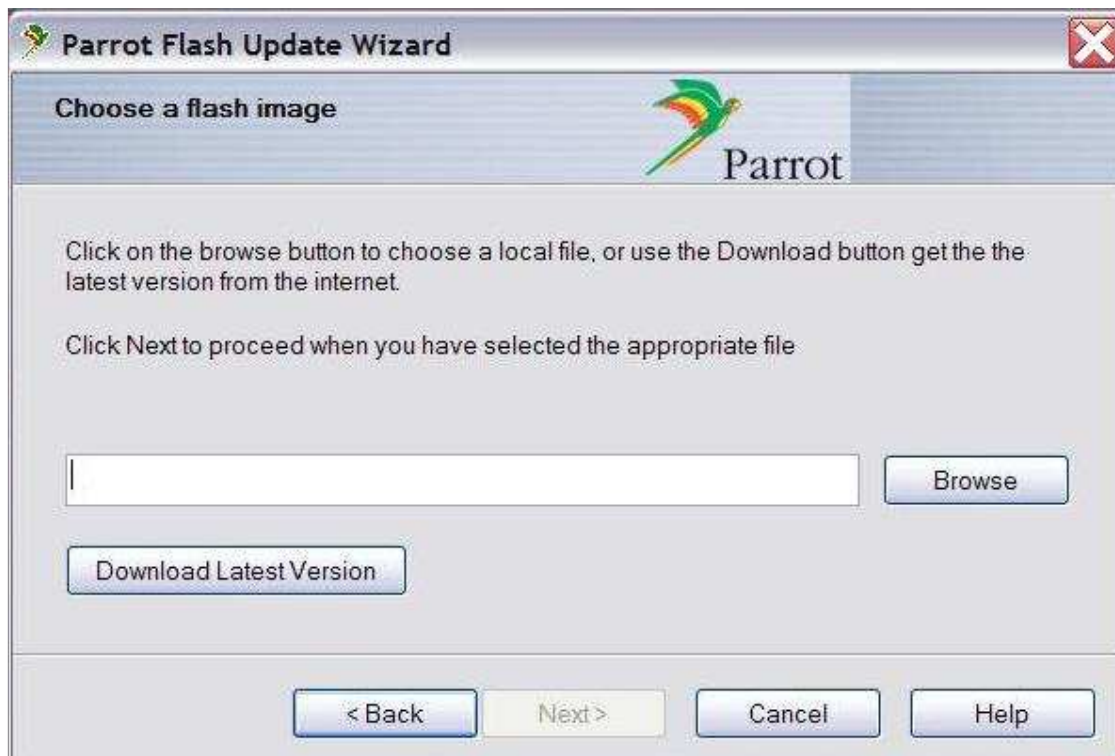 Parrot Flash Update Wizard
Choose a flash image
Parrot
Click on the browse button to choose a local file, or use the Download button get the the
latest version from the internet.
Click Next to proceed when you have selected the appropriate file
Browse
Download Latest Version
< Back
Next >
Cancel
Help